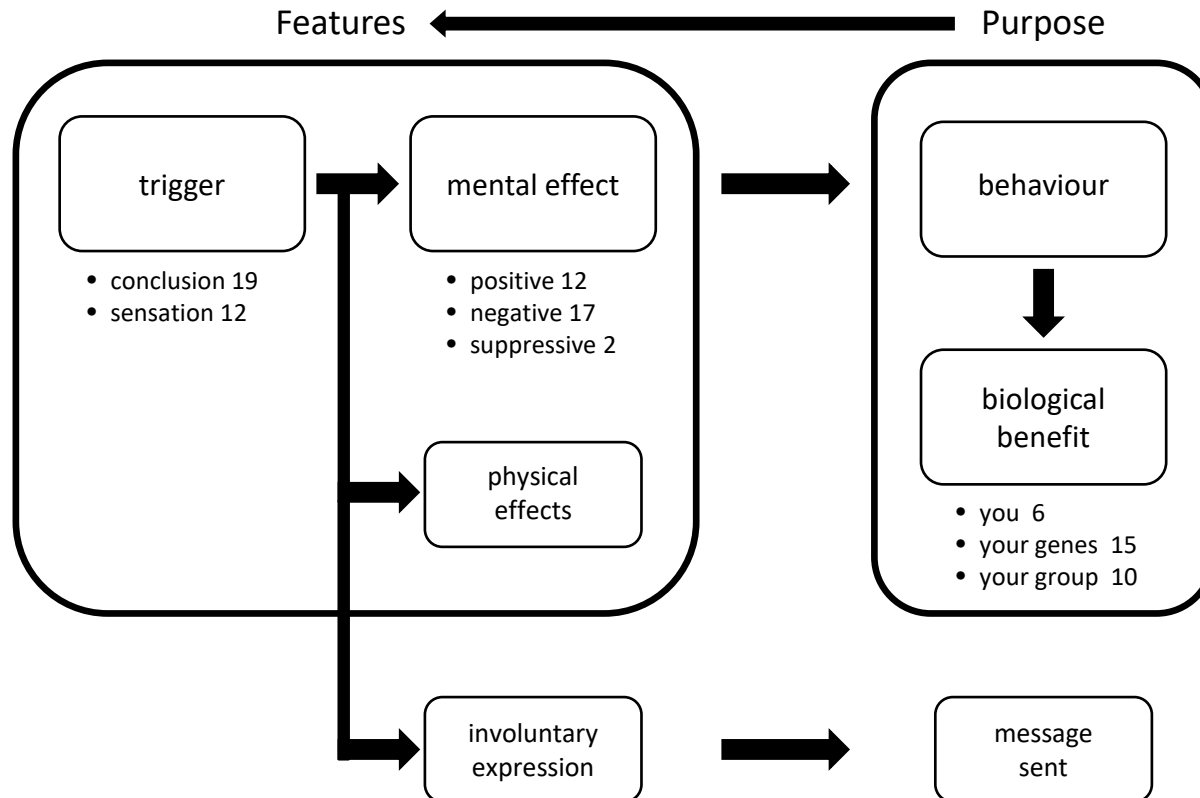 Features
Purpose
trigger
mental effect
behaviour
• conclusion 19
• sensation 12
• positive 12
• negative 17
• suppressive 2
biological
benefit
physical
effects
• you 6
• your genes 15
• your group 10
involuntary
expression
message
sent